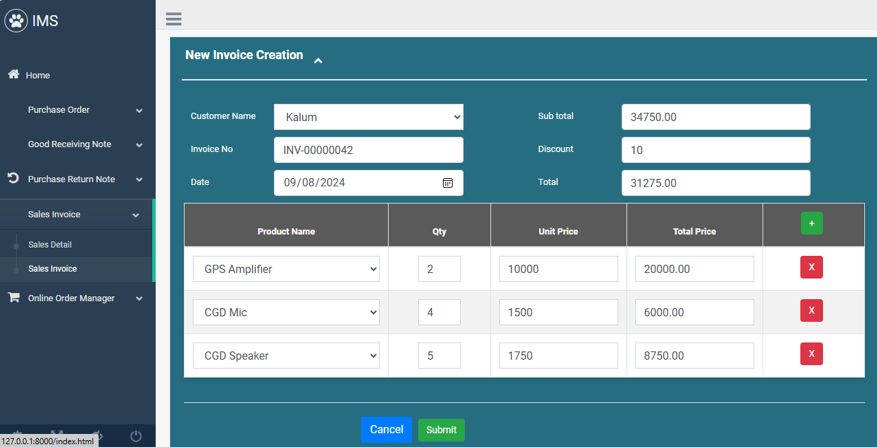 IMS
Home
Purchase Order
Good Receiving Note
Purchase Return Note
Sales Invoice
Sales Detail
Sales Invoice
Online Order Manager
127.0.0.1:8000/index.html
New Invoice Creation
Customer Name Kalum Sub total 34750.00
Invoice No INV-00000042 Discount 10
Date 09/08/2024 Total 31275.00
Product Name Qty Unit Price Total Price +
GPS Amplifier 2 10000 20000.00 X
CGD Mic 4 1500 6000.00 X
CGD Speaker 5 1750 8750.00 X
Cancel Submit